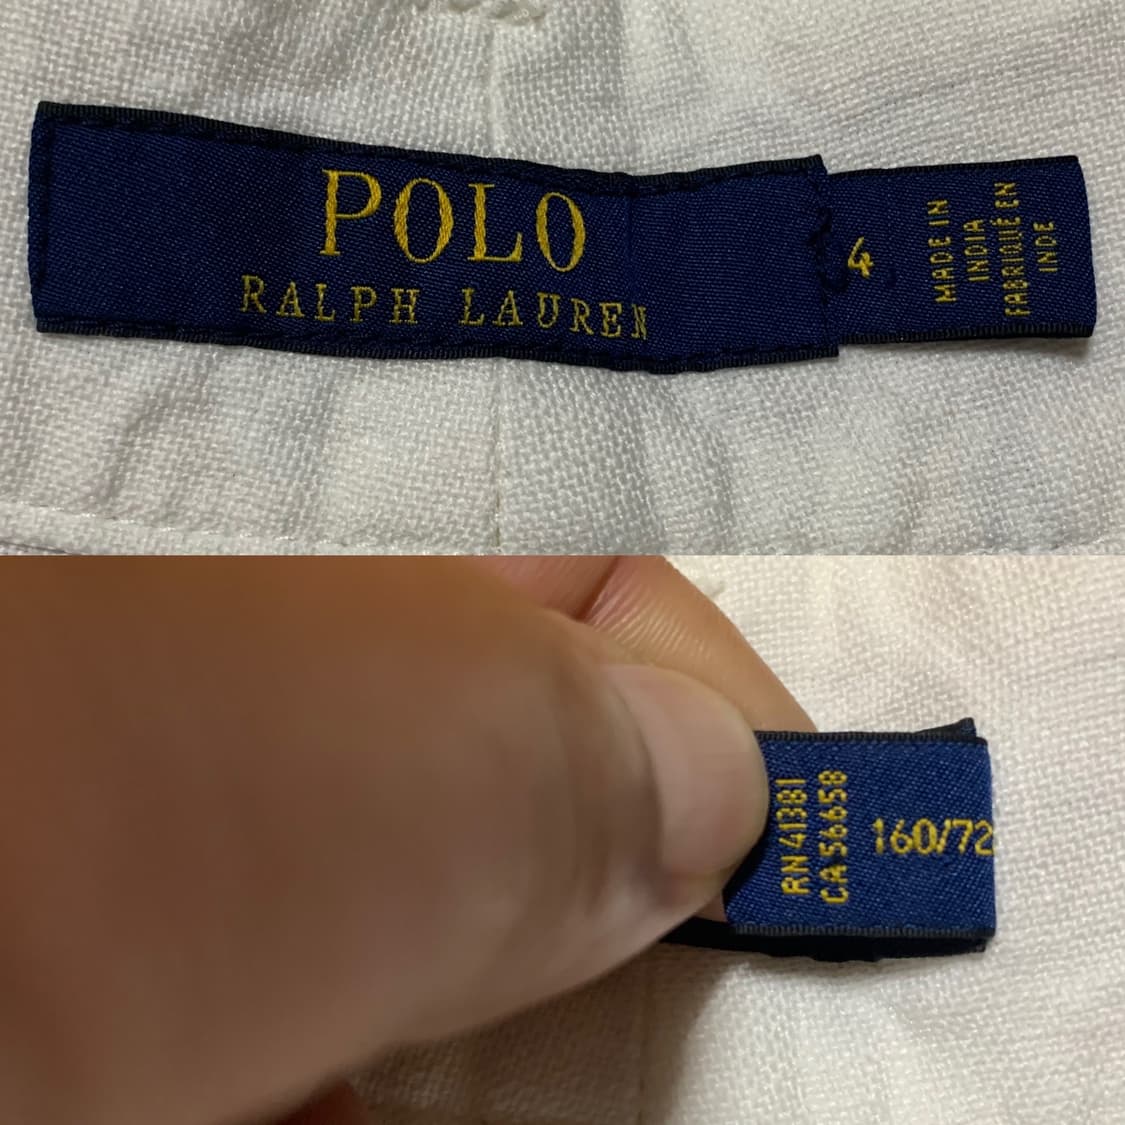 POLO
RALPH LAUREN
4
MADE IN
INDIA
FABRIQUÉ EN
INDE
RN 41381
CA 56658
160/72